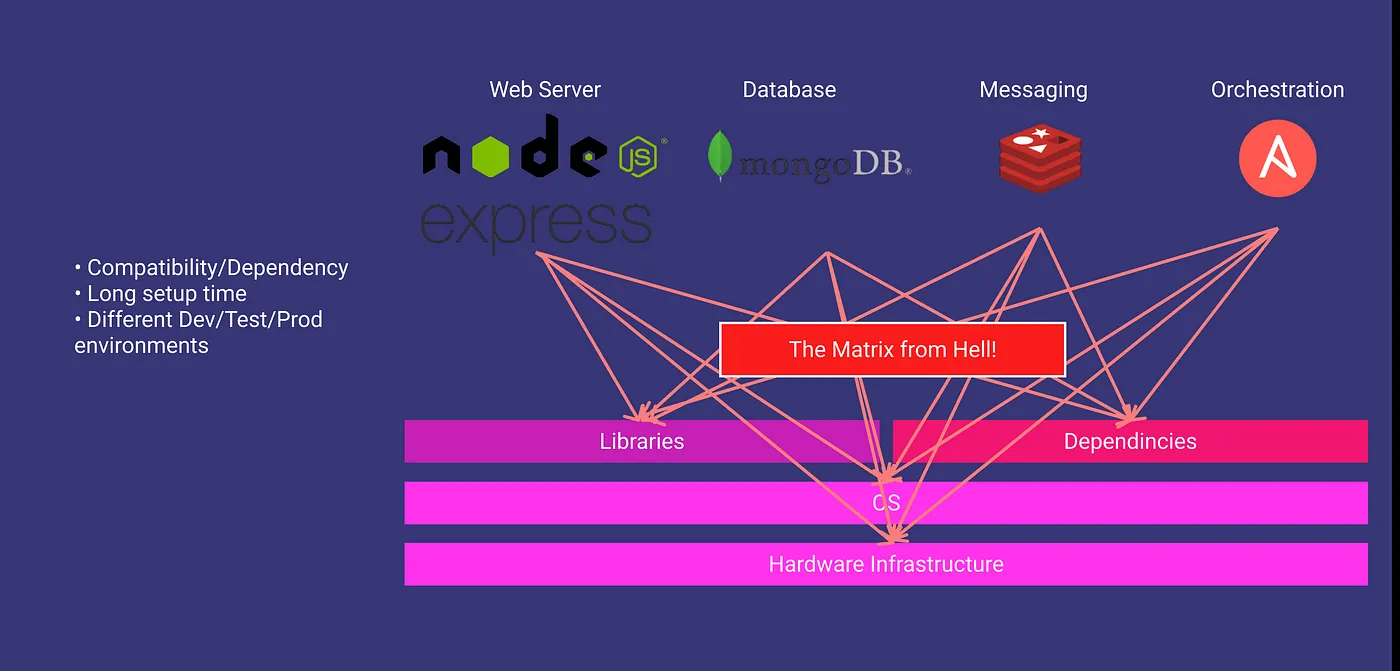 Web Server
Database
Messaging
Orchestration
node JS ®
mongoDB®
express
• Compatibility/Dependency
• Long setup time
• Different Dev/Test/Prod
environments
The Matrix from Hell!
Libraries
Dependincies
OS
Hardware Infrastructure